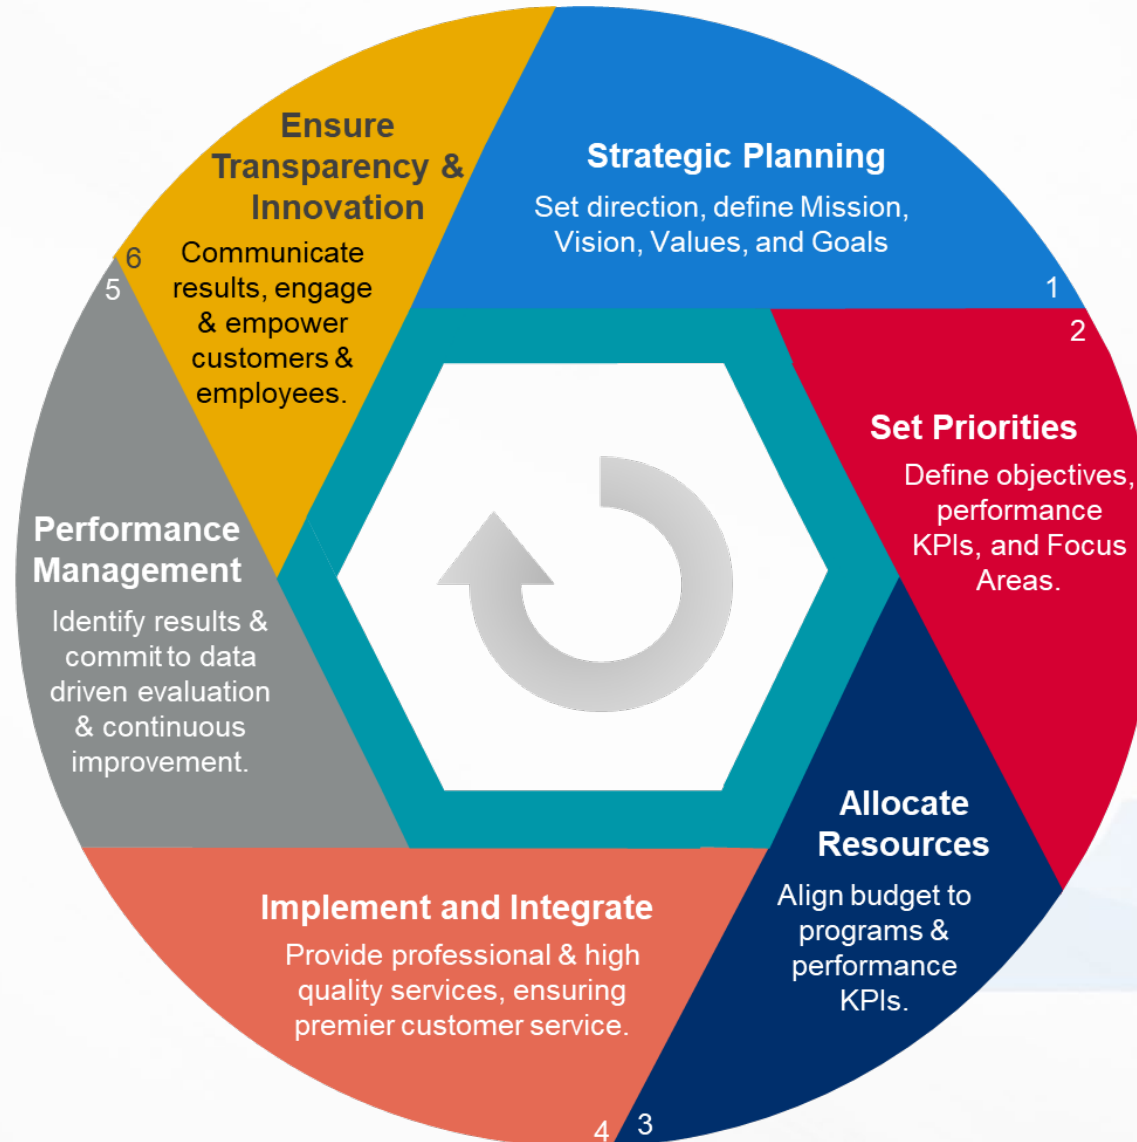 Strategic Planning
Set direction, define Mission,
Vision, Values, and Goals
1
2
Set Priorities
Define objectives,
performance
KPIs, and Focus
Areas.
Allocate
Resources
Align budget to
programs &
performance
KPIs.
3
Implement and Integrate
Provide professional & high
quality services, ensuring
premier customer service.
4
5
Performance
Management
Identify results &
commit to data
driven evaluation
& continuous
improvement.
Ensure
Transparency &
Innovation
6
Communicate
results, engage
& empower
customers &
employees.